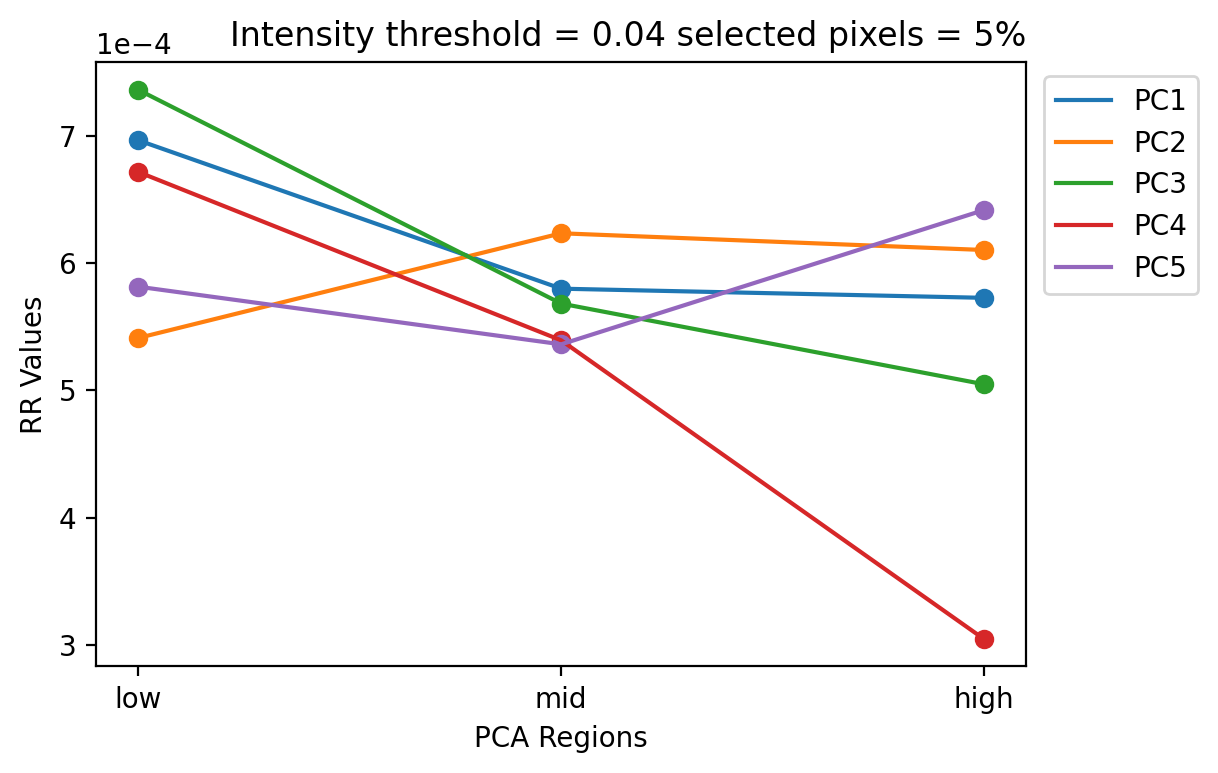 Intensity threshold = 0.04 selected pixels = 5%
1e−4
7
6
5
4
3
RR Values
low
mid
high
PCA Regions
PC1
PC2
PC3
PC4
PC5